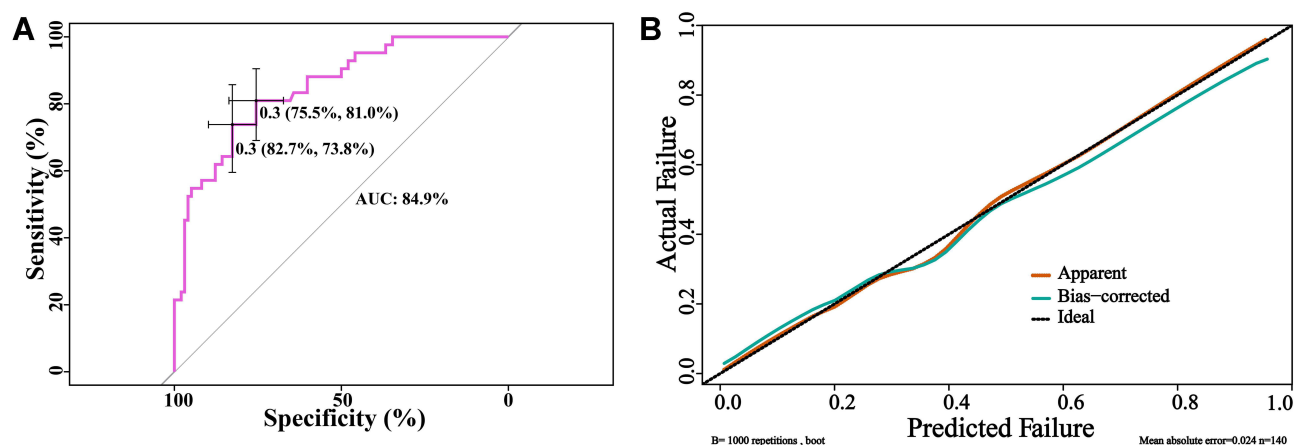 A
Sensitivity (%)
100
80
60
40
20
0
0.3 (75.5%, 81.0%)
0.3 (82.7%, 73.8%)
AUC: 84.9%
100
50
0
Specificity (%)
B
Actual Failure
1.0
0.8
0.6
0.4
0.2
0.0
Apparent
Bias−corrected
Ideal
0.0
0.2
0.4
0.6
0.8
1.0
Predicted Failure
B= 1000 repetitions , boot
Mean absolute error=0.024 n=140